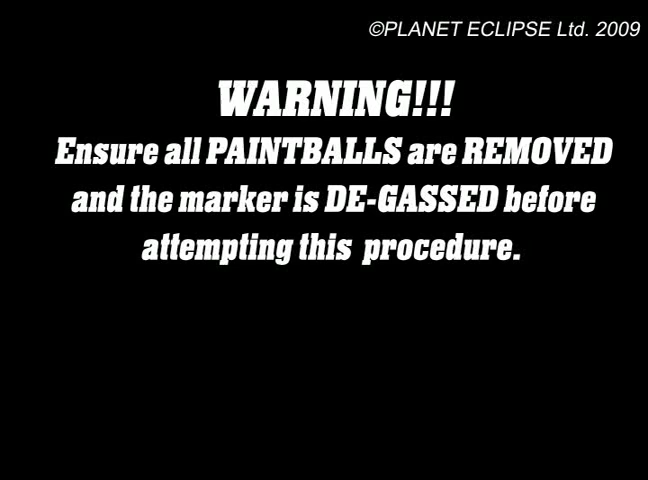 ©PLANET ECLIPSE Ltd. 2009
WARNING!!!
Ensure all PAINTBALLS are REMOVED
and the marker is DE-GASSED before
attempting this procedure.